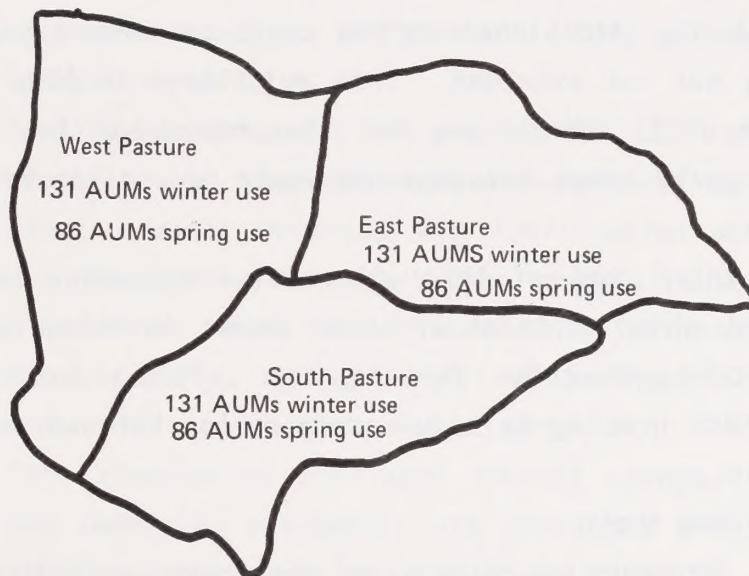 West Pasture
131 AUMs winter use
86 AUMs spring use
East Pasture
131 AUMS winter use
86 AUMs spring use
South Pasture
131 AUMs winter use
86 AUMs spring use